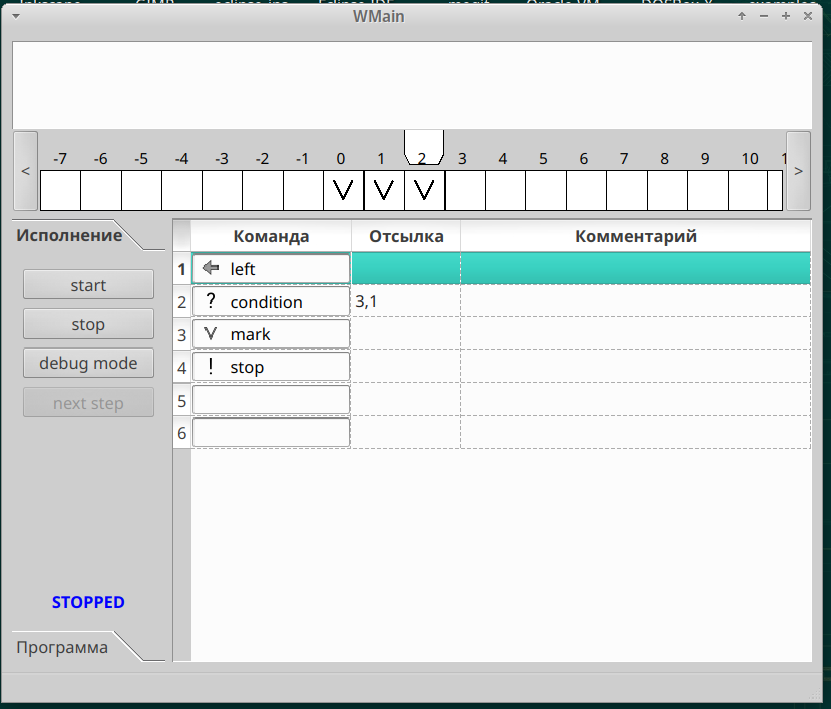 WMain
-7 -6 -5 -4 -3 -2 -1 0 1 2 3 4 5 6 7 8 9 10
< >
V V V
Исполнение
start
stop
debug mode
next step
STOPPED
Программа
Команда Отсылка Комментарий
1 left
2 ? condition 3,1
3 V mark
4 ! stop
5
6